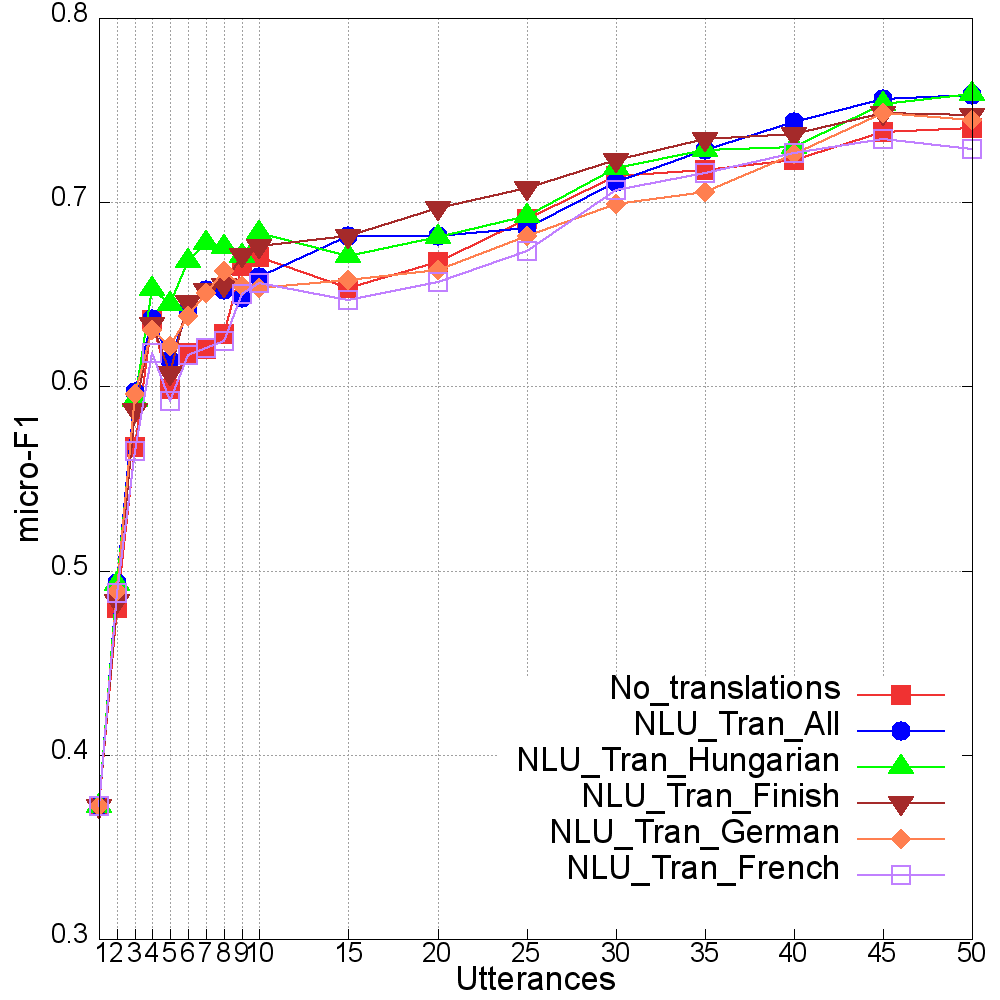 0.8
0.7
0.6
0.5
0.4
0.3
micro-F1
No_translations
NLU_Tran_All
NLU_Tran_Hungarian
NLU_Tran_Finish
NLU_Tran_German
NLU_Tran_French
1 2 3 4 5 6 7 8 9 10 15 20 25 30 35 40 45 50
Utterances